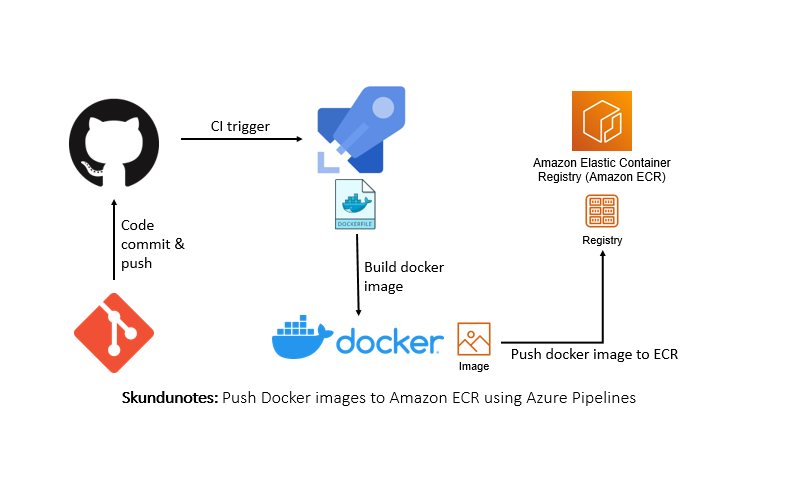 CI trigger
Amazon Elastic Container
Registry (Amazon ECR)
DOCKERFILE
Registry
Code
commit &
push
Build docker
image
docker
Image
Push docker image to ECR
Skundunotes: Push Docker images to Amazon ECR using Azure Pipelines